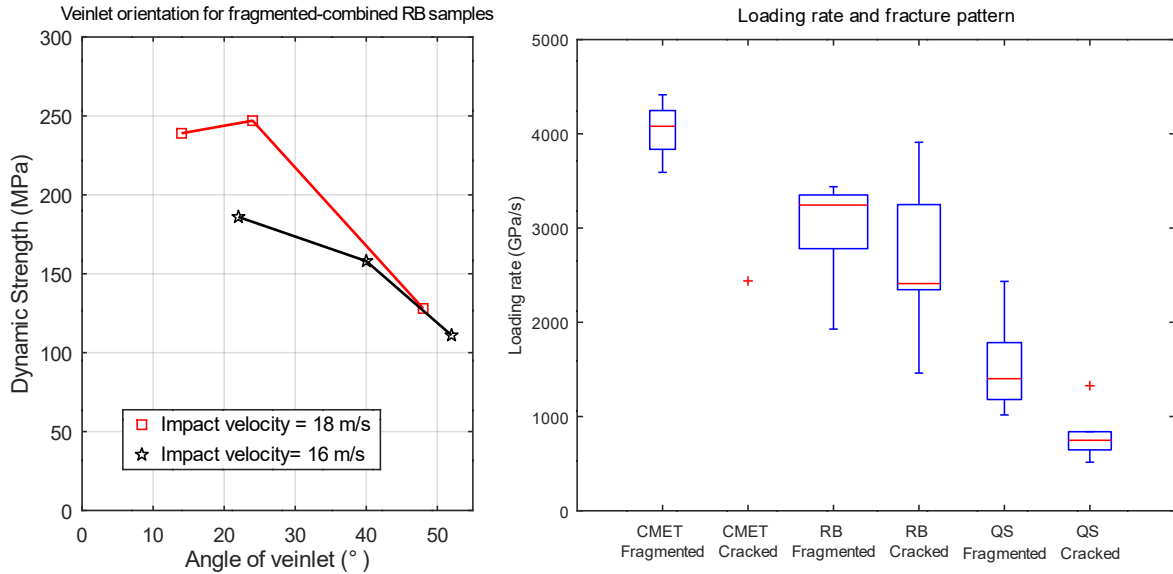 Veinlet orientation for fragmented-combined RB samples
300
250
200
150
100
50
0
Dynamic Strength (MPa)
Impact velocity = 18 m/s
Impact velocity= 16 m/s
0 10 20 30 40 50
Angle of veinlet (°)
Loading rate and fracture pattern
5000
4000
3000
2000
1000
0
Loading rate (GPa/s)
CMET CMET RB RB QS QS
Fragmented Cracked Fragmented Cracked Fragmented Cracked